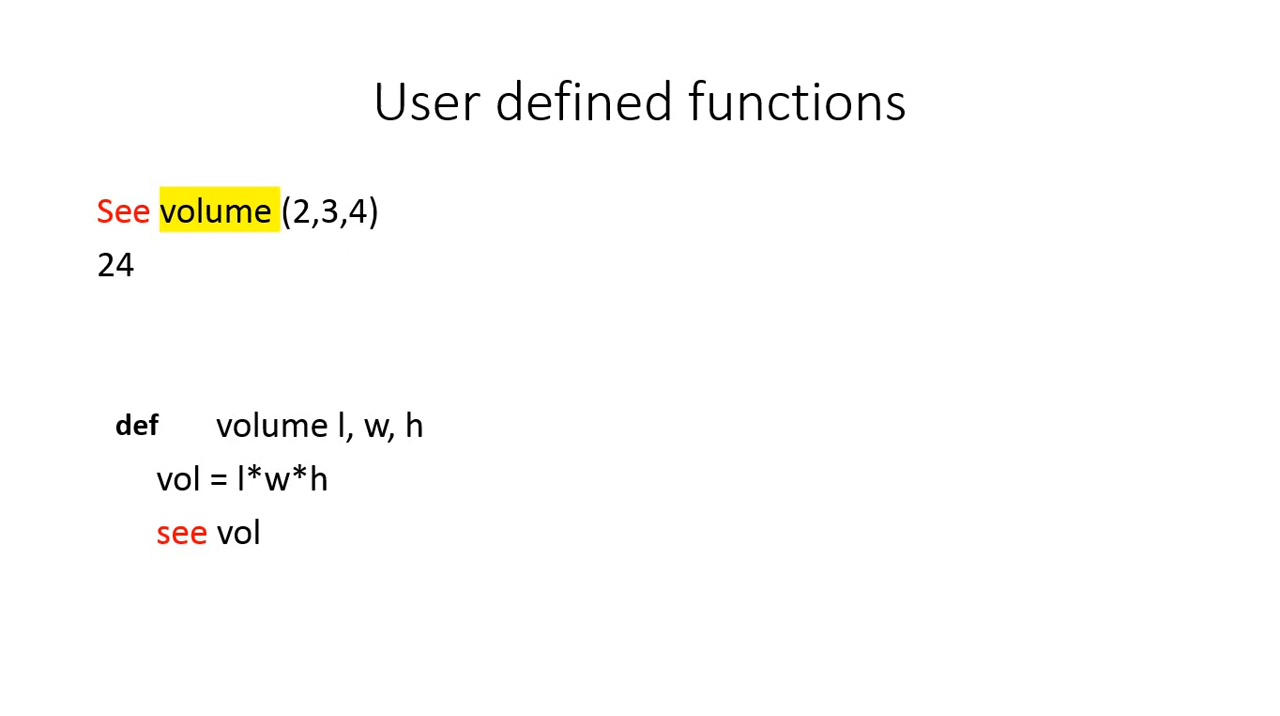 User defined functions
See volume (2,3,4)
24
def volume l, w, h
vol = l*w*h
see vol